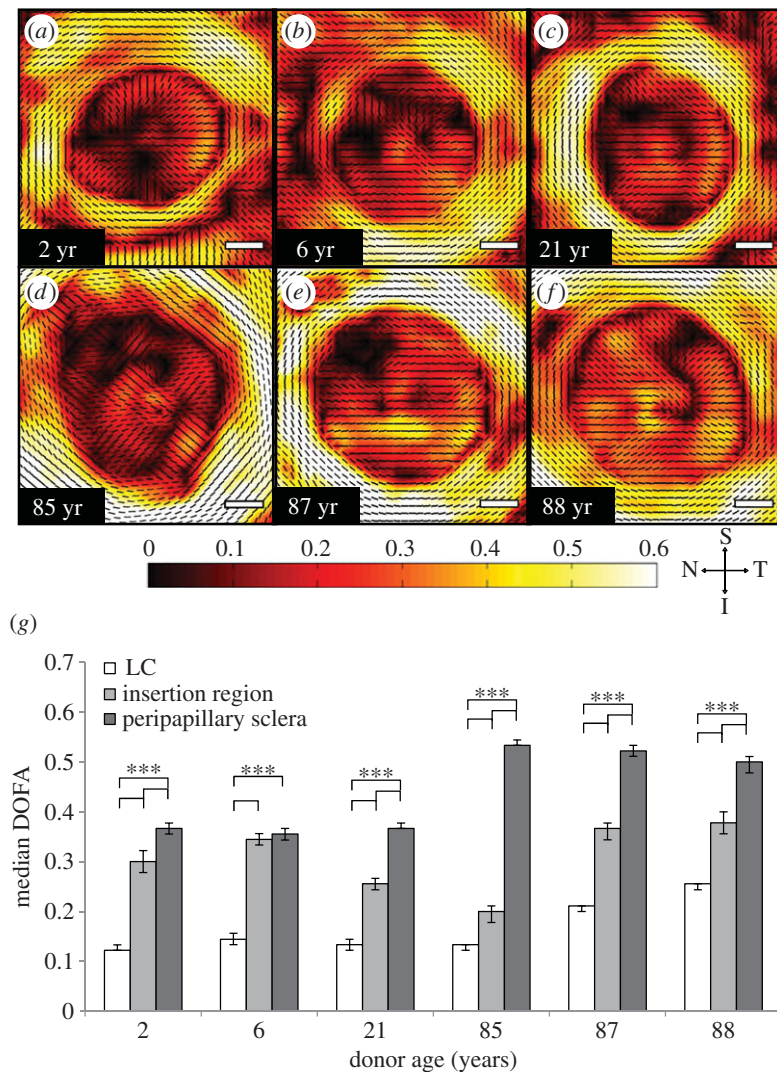 (a) (b) (c)
2 yr 6 yr 21 yr
(d) (e) (f)
85 yr 87 yr 88 yr
0 0.1 0.2 0.3 0.4 0.5 0.6
S
N T
I
(g)
0.7
0.6
0.5
0.4
0.3
0.2
0.1
0
median DOFA
LC
insertion region
peripapillary sclera
*** *** *** *** *** ***
2 6 21 85 87 88
donor age (years)